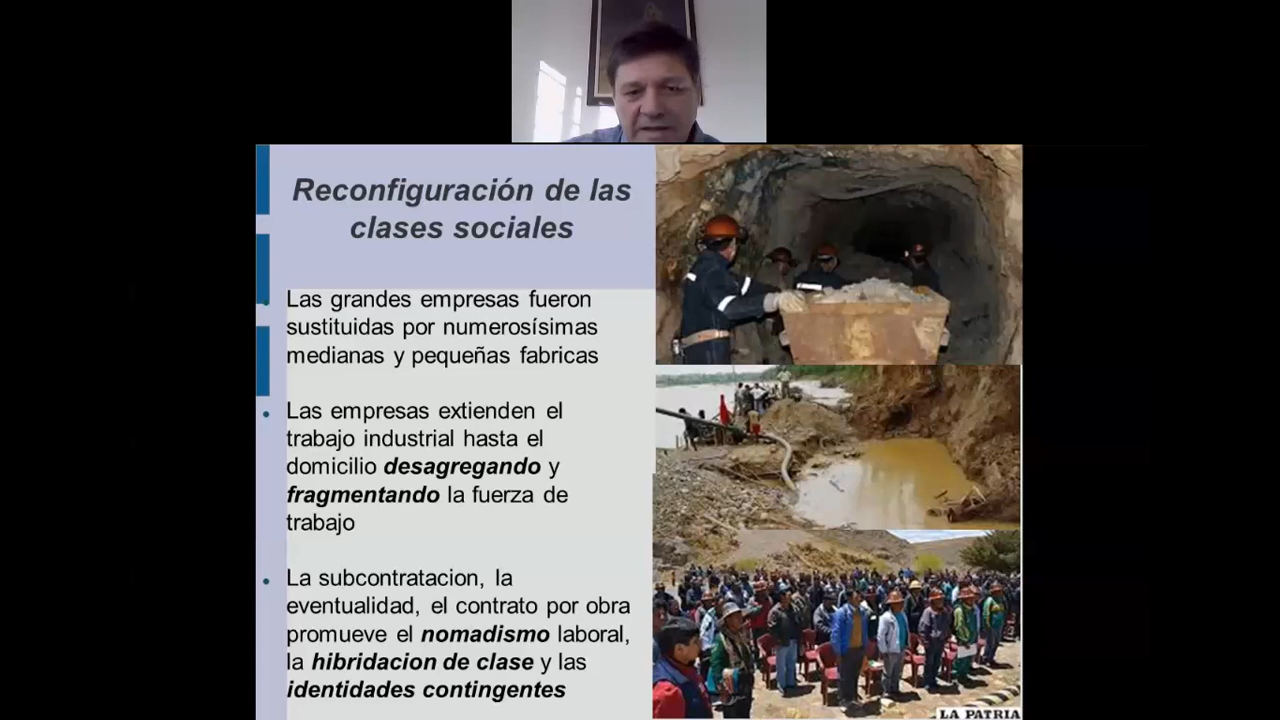 Reconfiguración de las
clases sociales
Las grandes empresas fueron
sustituidas por numerosísimas
medianas y pequeñas fabricas
Las empresas extienden el
trabajo industrial hasta el
domicilio desagregando y
fragmentando la fuerza de
trabajo
La subcontratacion, la
eventualidad, el contrato por obra
promueve el nomadismo laboral,
la hibridacion de clase y las
identidades contingentes
LA PATRIA